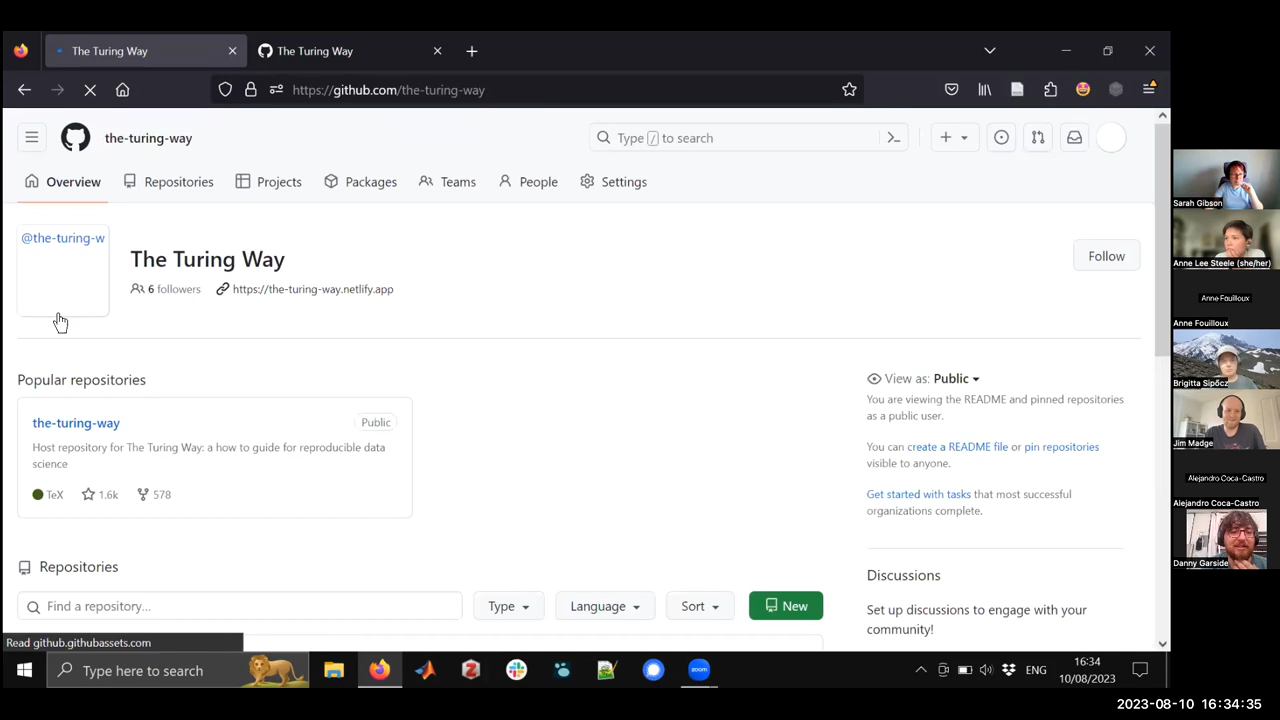 The Turing Way
The Turing Way
https://github.com/the-turing-way
the-turing-way
Type / to search
Overview
Repositories
Projects
Packages
Teams
People
Settings
@the-turing-w
The Turing Way
6 followers
https://the-turing-way.netlify.app
Follow
Popular repositories
the-turing-way
Public
Host repository for The Turing Way: a how to guide for reproducible data
science
TeX
1.6k
578
View as: Public
You are viewing the README and pinned repositories
as a public user.
You can create a README file or pin repositories
visible to anyone.
Get started with tasks that most successful
organizations complete.
Repositories
Find a repository...
Type
Language
Sort
New
Discussions
Set up discussions to engage with your
community!
Read github.githubassets.com
Type here to search
ENG
16:34
10/08/2023
Sarah Gibson
Anne Lee Steele (she/her)
Anne Fouilloux
Anne Fouilloux
Brigitta Sipőcz
Jim Madge
Alejandro Coca-Castro
Alejandro Coca-Castro
Danny Garside
2023-08-10 16:34:35